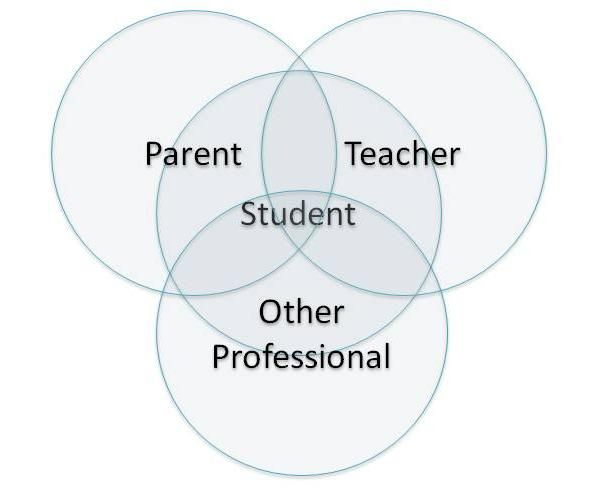 Parent
Teacher
Student
Other
Professional